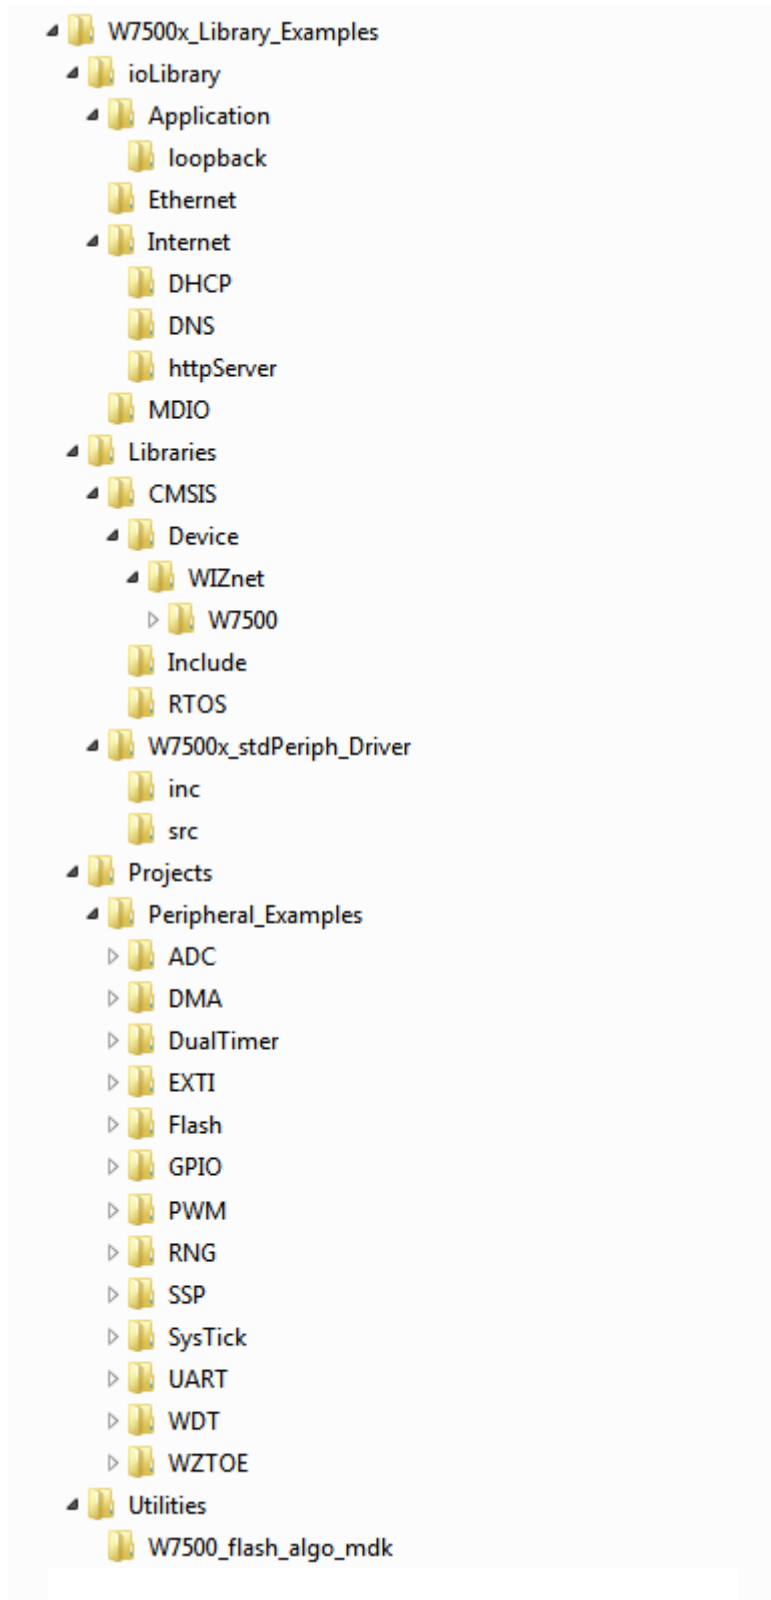 W7500x_Library_Examples
ioLibrary
Application
loopback
Ethernet
Internet
DHCP
DNS
httpServer
MDIO
Libraries
CMSIS
Device
WIZnet
W7500
Include
RTOS
W7500x_stdPeriph_Driver
inc
src
Projects
Peripheral_Examples
ADC
DMA
DualTimer
EXTI
Flash
GPIO
PWM
RNG
SSP
SysTick
UART
WDT
WZTOE
Utilities
W7500_flash_algo_mdk